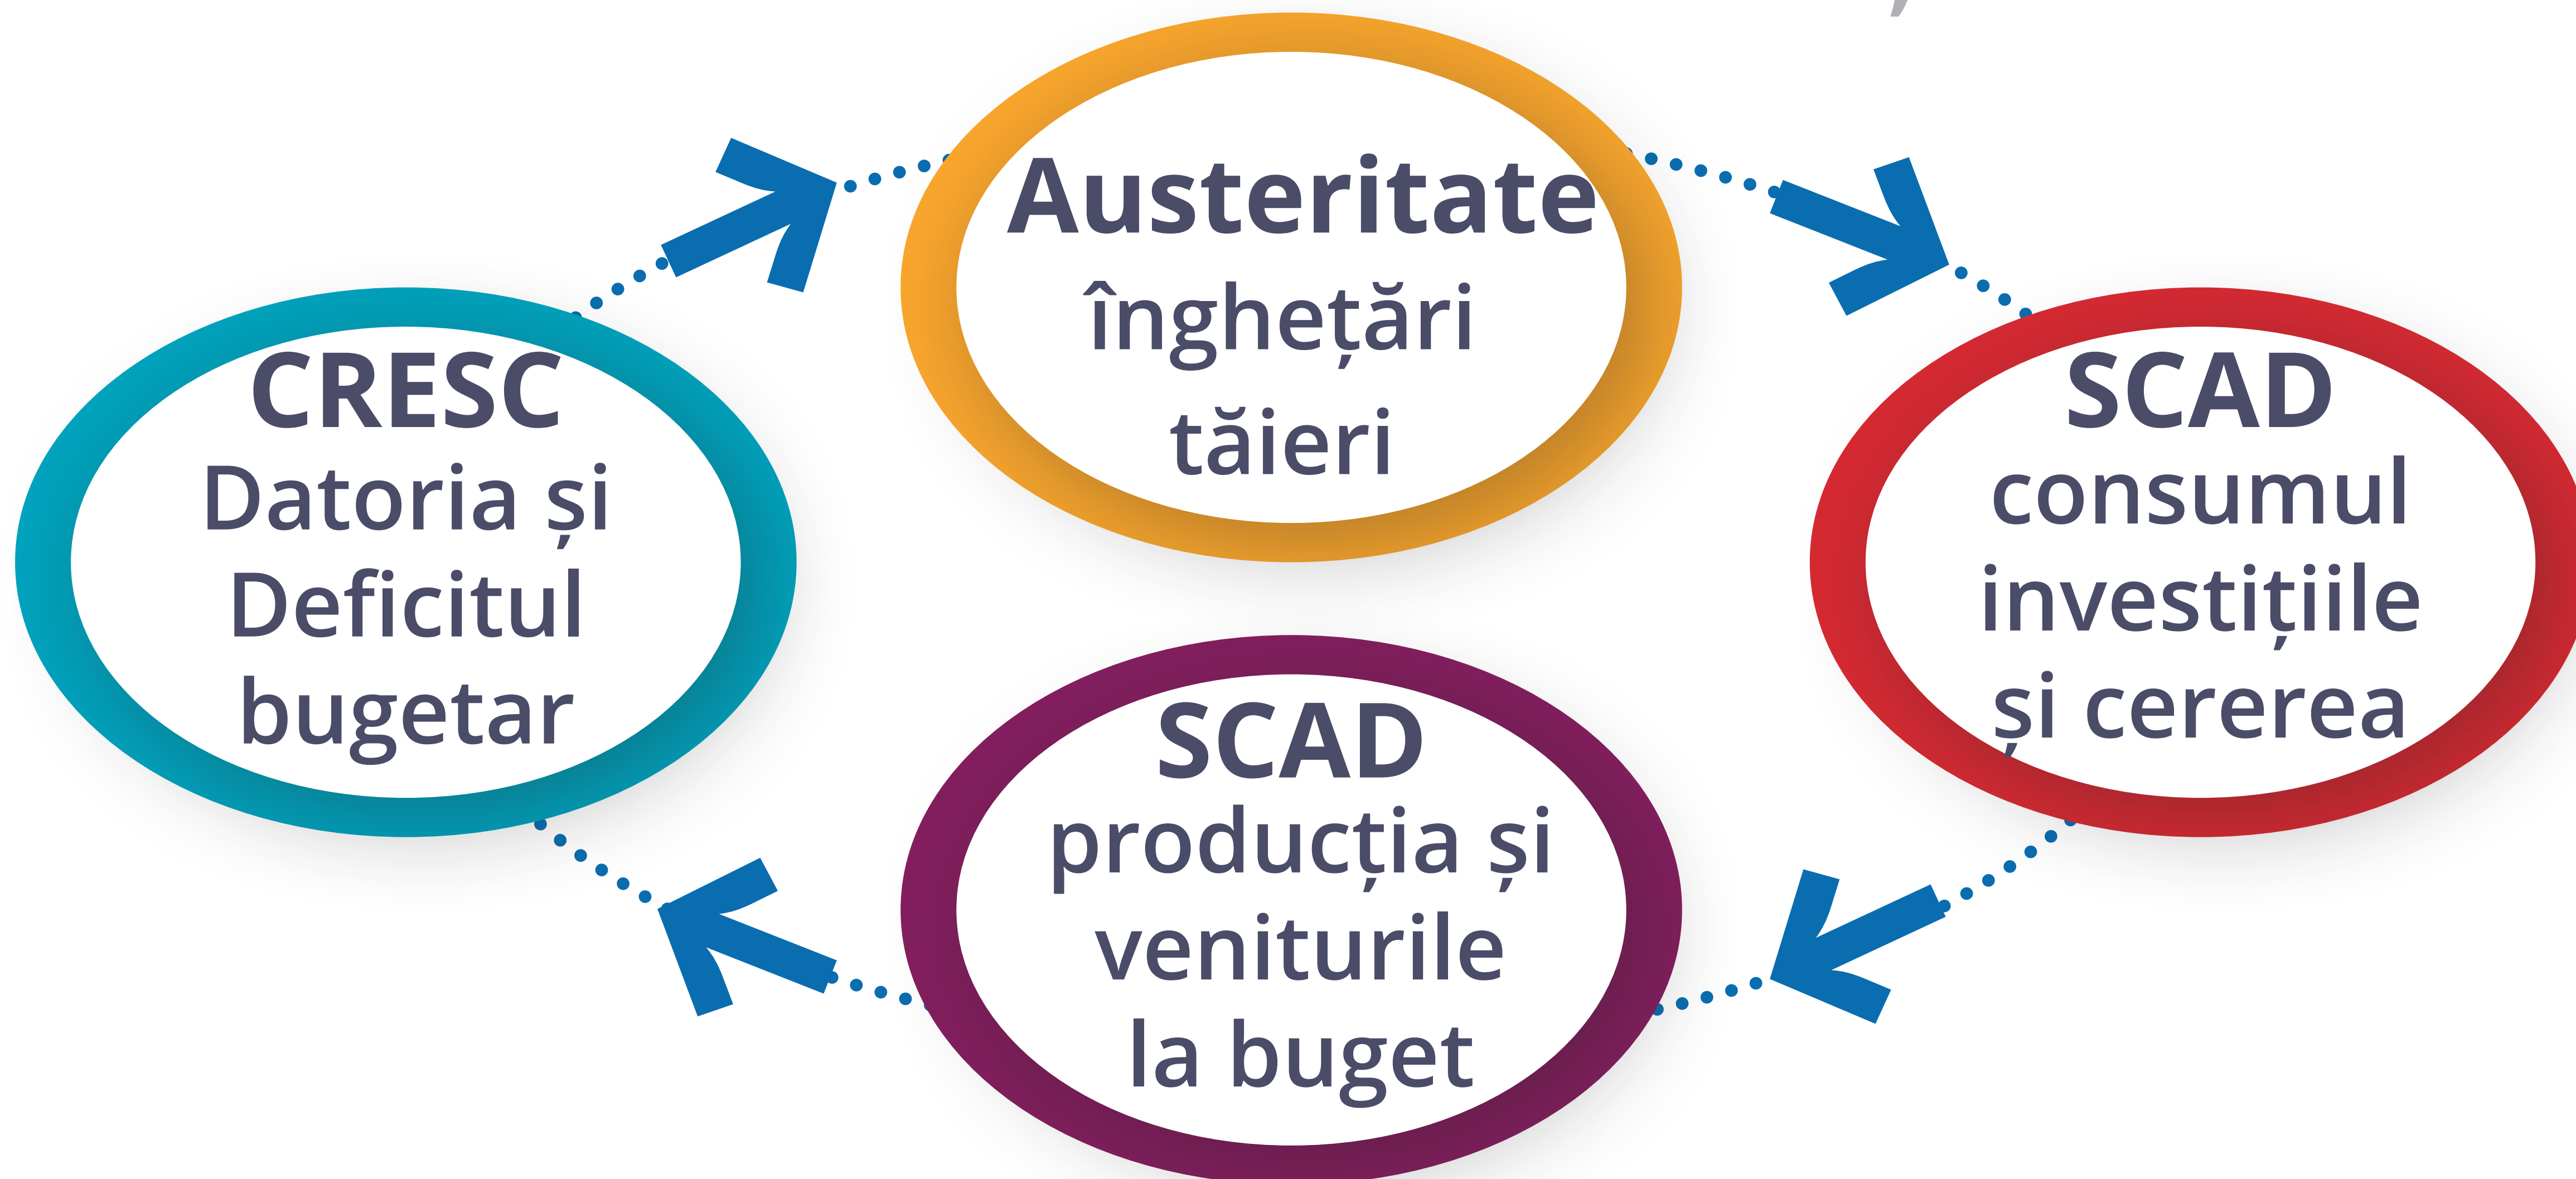 Austeritate
înghețări
tăieri
CRESC
Datoria și
Deficitul
bugetar
SCAD
consumul
investițiile
și cererea
SCAD
producția și
veniturile
la buget